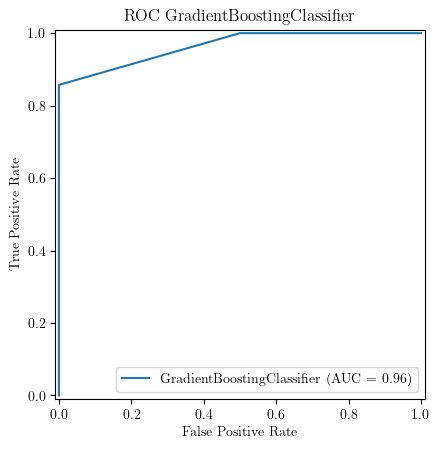 ROC GradientBoostingClassifier
1.0
0.8
0.6
0.4
0.2
0.0
True Positive Rate
GradientBoostingClassifier (AUC = 0.96)
0.0 0.2 0.4 0.6 0.8 1.0
False Positive Rate